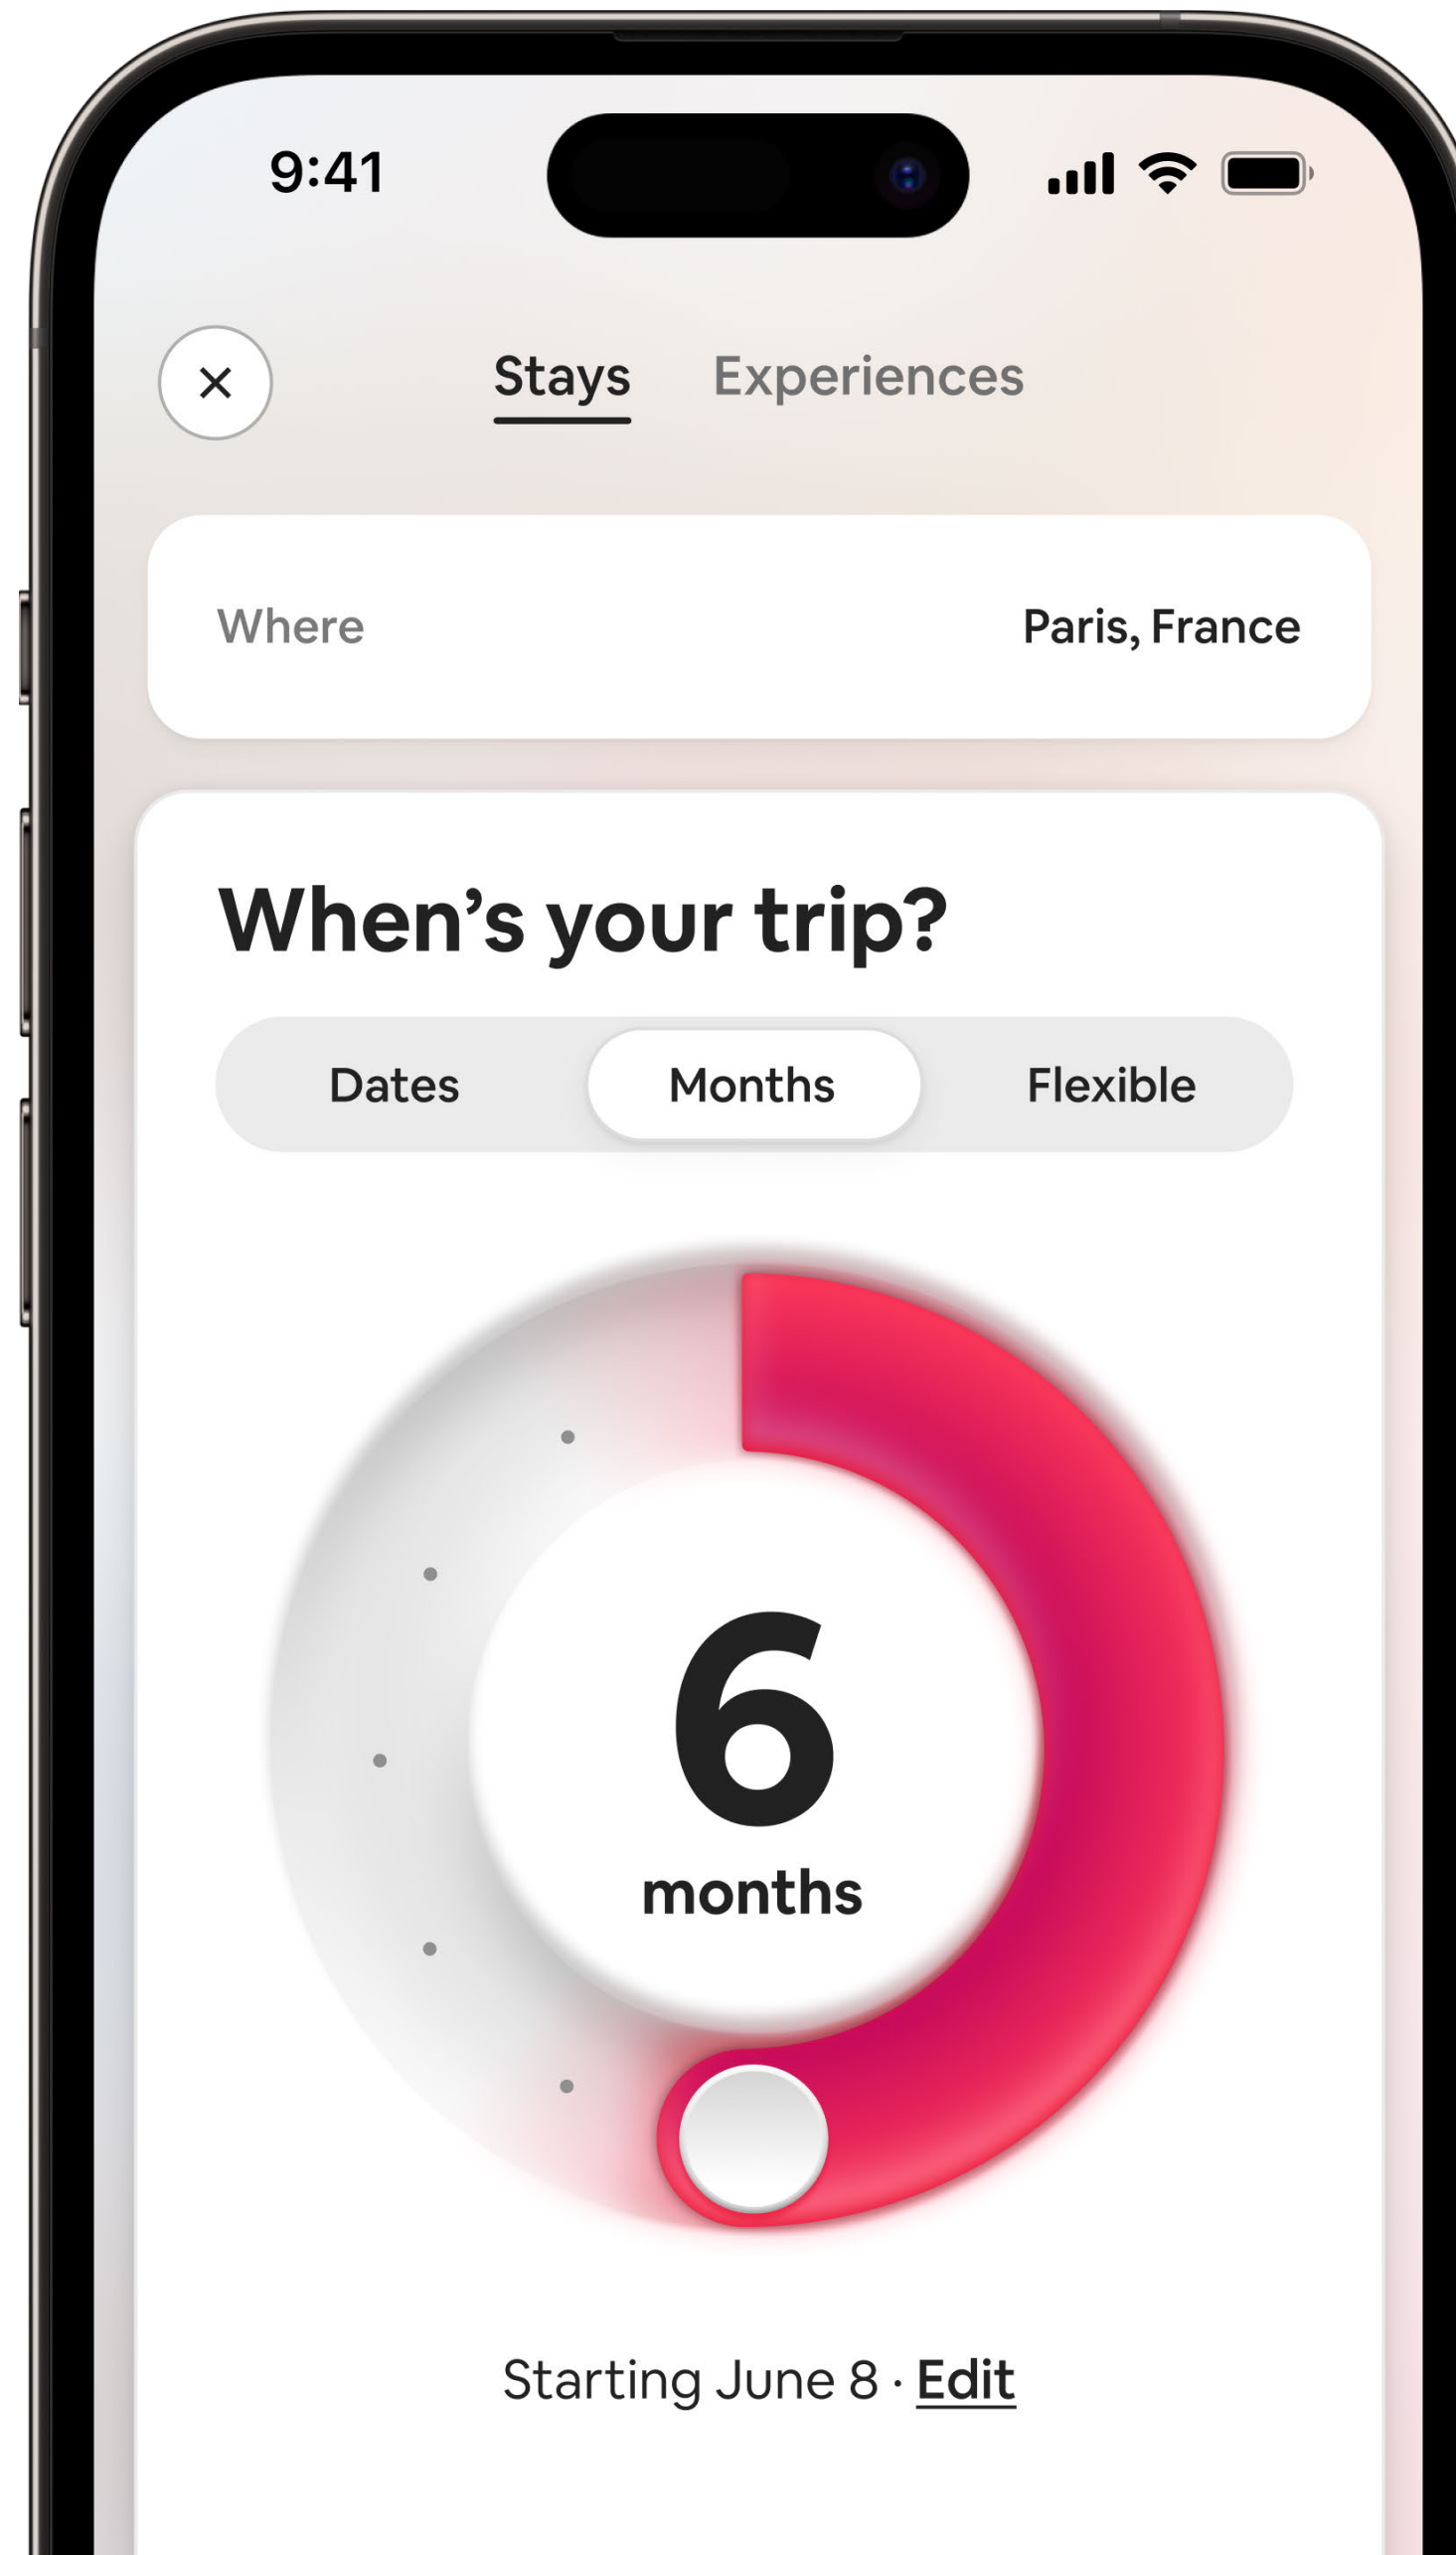 9:41
Stays Experiences
Where Paris, France
When’s your trip?
Dates Months Flexible
6
months
Starting June 8 · Edit